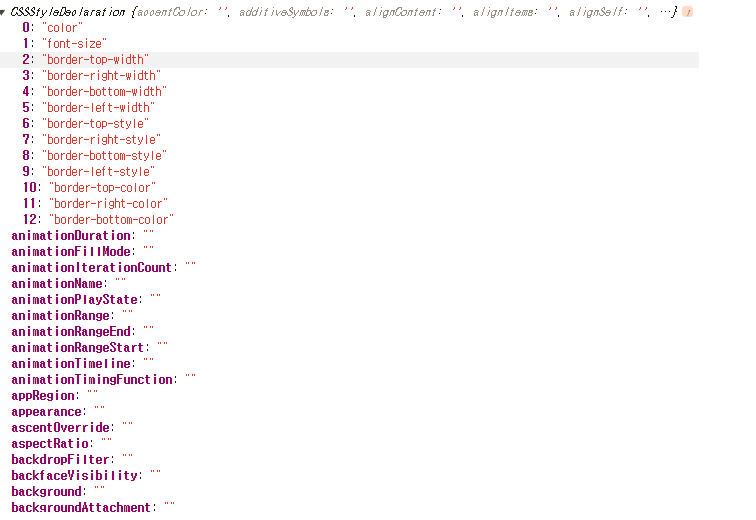 ▼ CSSStyleDeclaration {accentColor: '', additiveSymbols: '', alignContent: '', alignItems: '', alignSelf: '', …} i
0: "color"
1: "font-size"
2: "border-top-width"
3: "border-right-width"
4: "border-bottom-width"
5: "border-left-width"
6: "border-top-style"
7: "border-right-style"
8: "border-bottom-style"
9: "border-left-style"
10: "border-top-color"
11: "border-right-color"
12: "border-bottom-color"
animationDuration: ""
animationFillMode: ""
animationIterationCount: ""
animationName: ""
animationPlayState: ""
animationRange: ""
animationRangeEnd: ""
animationRangeStart: ""
animationTimeline: ""
animationTimingFunction: ""
appRegion: ""
appearance: ""
ascentOverride: ""
aspectRatio: ""
backdropFilter: ""
backfaceVisibility: ""
background: ""
backgroundAttachment: ""